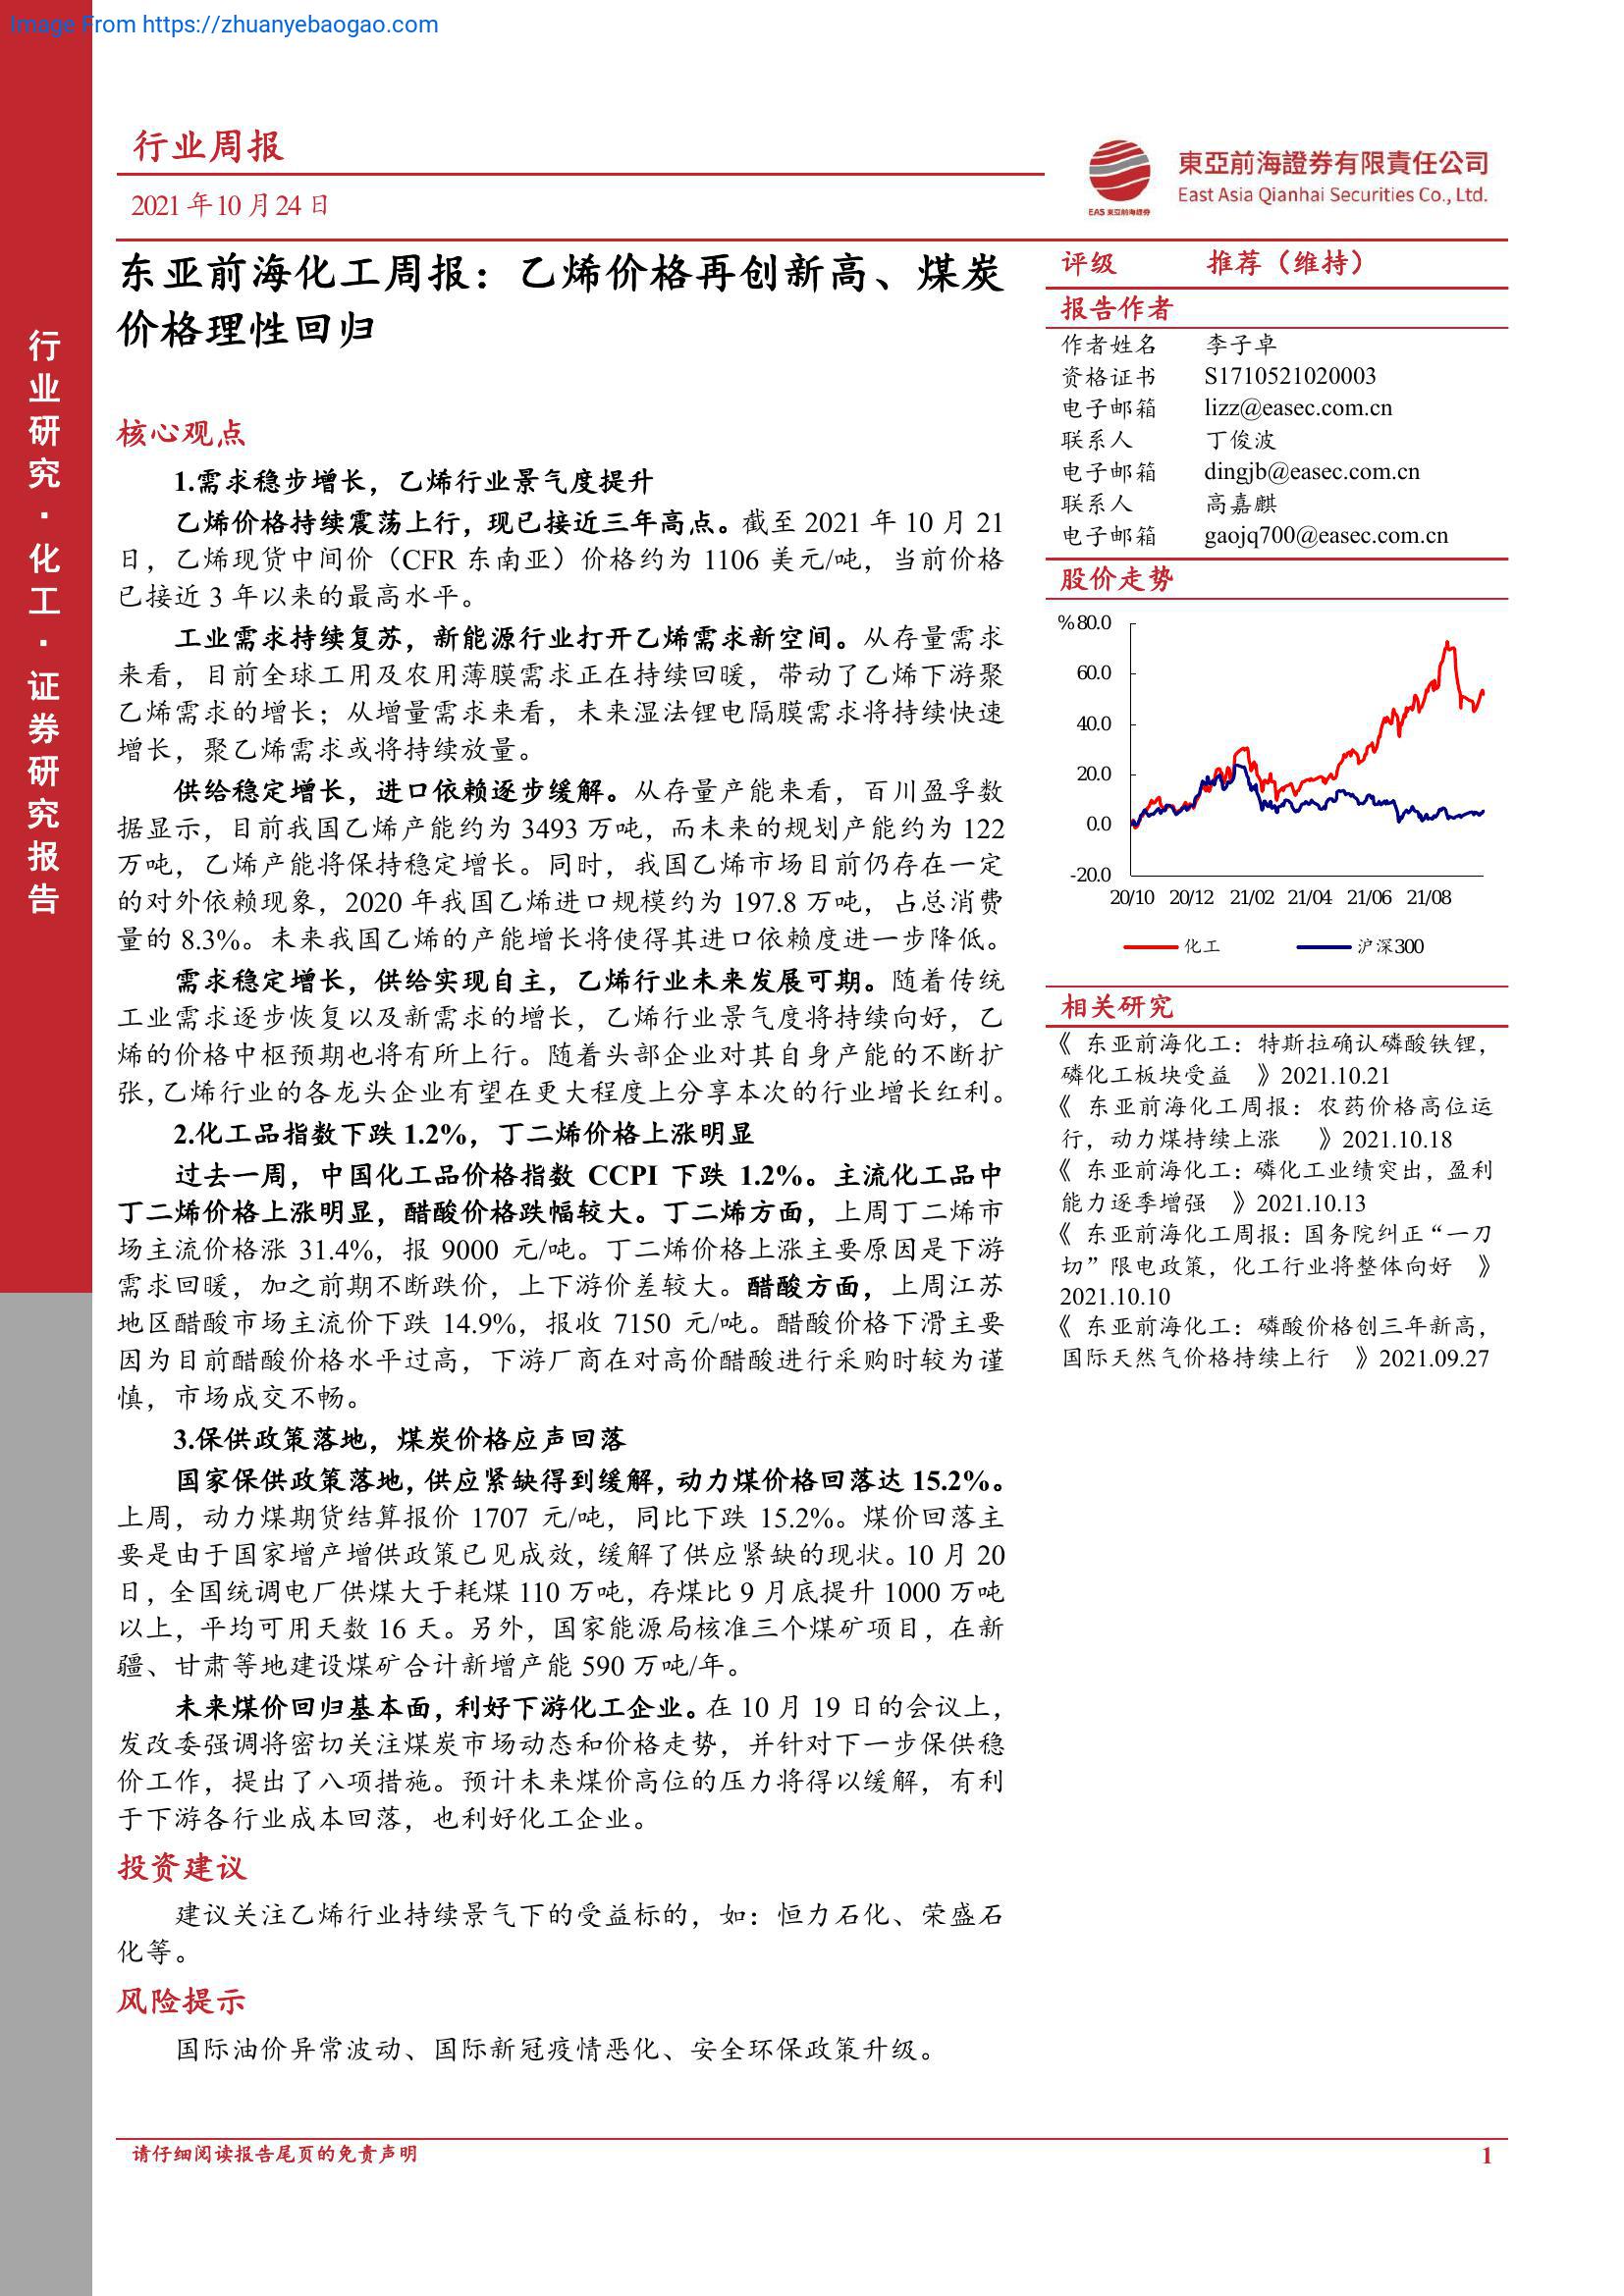 Image From https://zhuanyebaogao.com
行业研究·化工·证券研究报告
行业周报
2021年10月24日
EAS 東亞前海證券
東亞前海證券有限責任公司
East Asia Qianhai Securities Co., Ltd.
东亚前海化工周报：乙烯价格再创新高、煤炭
价格理性回归
核心观点
1.需求稳步增长，乙烯行业景气度提升
乙烯价格持续震荡上行，现已接近三年高点。截至 2021 年 10 月 21
日，乙烯现货中间价（CFR 东南亚）价格约为 1106 美元/吨，当前价格
已接近 3 年以来的最高水平。
工业需求持续复苏，新能源行业打开乙烯需求新空间。从存量需求
来看，目前全球工用及农用薄膜需求正在持续回暖，带动了乙烯下游聚
乙烯需求的增长；从增量需求来看，未来湿法锂电隔膜需求将持续快速
增长，聚乙烯需求或将持续放量。
供给稳定增长，进口依赖逐步缓解。从存量产能来看，百川盈孚数
据显示，目前我国乙烯产能约为 3493 万吨，而未来的规划产能约为 122
万吨，乙烯产能将保持稳定增长。同时，我国乙烯市场目前仍存在一定
的对外依赖现象，2020 年我国乙烯进口规模约为 197.8 万吨，占总消费
量的 8.3%。未来我国乙烯的产能增长将使得其进口依赖度进一步降低。
需求稳定增长，供给实现自主，乙烯行业未来发展可期。随着传统
工业需求逐步恢复以及新需求的增长，乙烯行业景气度将持续向好，乙
烯的价格中枢预期也将有所上行。随着头部企业对其自身产能的不断扩
张，乙烯行业的各龙头企业有望在更大程度上分享本次的行业增长红利。
2.化工品指数下跌 1.2%，丁二烯价格上涨明显
过去一周，中国化工品价格指数 CCPI 下跌 1.2%。主流化工品中
丁二烯价格上涨明显，醋酸价格跌幅较大。丁二烯方面，上周丁二烯市
场主流价格涨 31.4%，报 9000 元/吨。丁二烯价格上涨主要原因是下游
需求回暖，加之前期不断跌价，上下游价差较大。醋酸方面，上周江苏
地区醋酸市场主流价下跌 14.9%，报收 7150 元/吨。醋酸价格下滑主要
因为目前醋酸价格水平过高，下游厂商在对高价醋酸进行采购时较为谨
慎，市场成交不畅。
3.保供政策落地，煤炭价格应声回落
国家保供政策落地，供应紧缺得到缓解，动力煤价格回落达 15.2%。
上周，动力煤期货结算报价 1707 元/吨，同比下跌 15.2%。煤价回落主
要是由于国家增产增供政策已见成效，缓解了供应紧缺的现状。10 月 20
日，全国统调电厂供煤大于耗煤 110 万吨，存煤比 9 月底提升 1000 万吨
以上，平均可用天数 16 天。另外，国家能源局核准三个煤矿项目，在新
疆、甘肃等地建设煤矿合计新增产能 590 万吨/年。
未来煤价回归基本面，利好下游化工企业。在 10 月 19 日的会议上，
发改委强调将密切关注煤炭市场动态和价格走势，并针对下一步保供稳
价工作，提出了八项措施。预计未来煤价高位的压力将得以缓解，有利
于下游各行业成本回落，也利好化工企业。
投资建议
建议关注乙烯行业持续景气下的受益标的，如：恒力石化、荣盛石
化等。
风险提示
国际油价异常波动、国际新冠疫情恶化、安全环保政策升级。
评级 推荐（维持）
报告作者
作者姓名 李子卓
资格证书 S1710521020003
电子邮箱 lizz@easec.com.cn
联系人 丁俊波
电子邮箱 dingjb@easec.com.cn
联系人 高嘉麒
电子邮箱 gaojq700@easec.com.cn
股价走势
%80.0
60.0
40.0
20.0
0.0
-20.0
20/10 20/12 21/02 21/04 21/06 21/08
化工 沪深300
相关研究
《 东亚前海化工：特斯拉确认磷酸铁锂，
磷化工板块受益 》2021.10.21
《 东亚前海化工周报：农药价格高位运
行，动力煤持续上涨 》2021.10.18
《 东亚前海化工：磷化工业绩突出，盈利
能力逐季增强 》2021.10.13
《 东亚前海化工周报：国务院纠正“一刀
切”限电政策，化工行业将整体向好 》
2021.10.10
《 东亚前海化工：磷酸价格创三年新高，
国际天然气价格持续上行 》2021.09.27
请仔细阅读报告尾页的免责声明
1